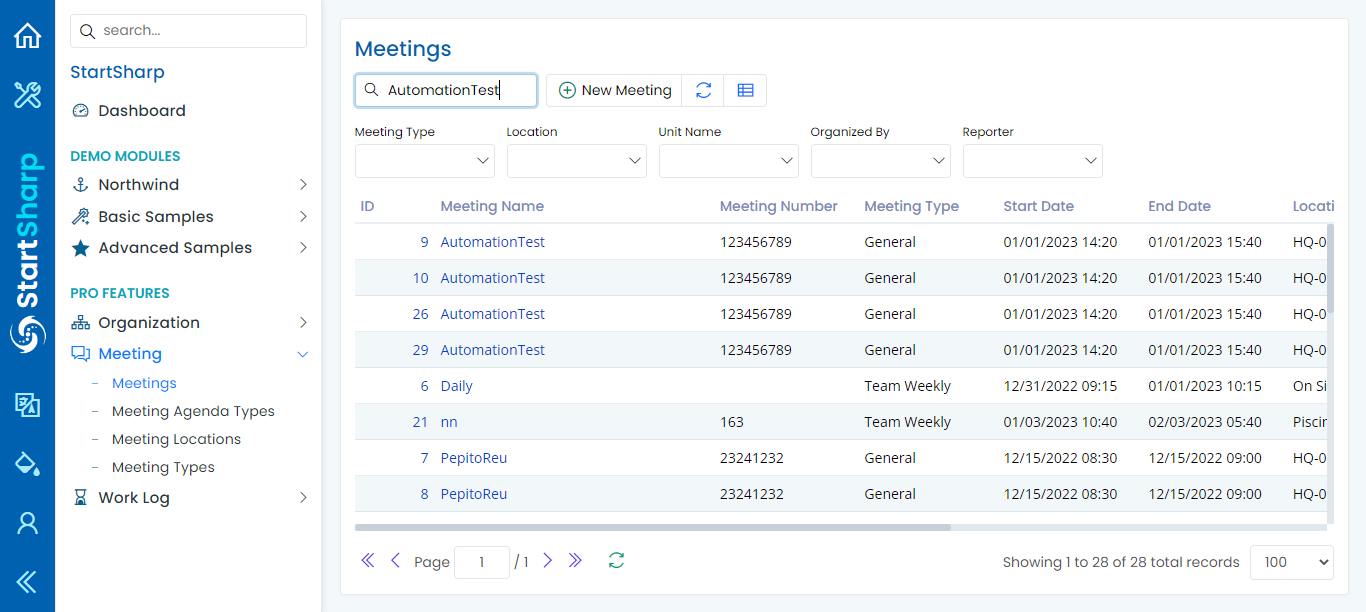 search...
StartSharp
Dashboard
DEMO MODULES
Northwind
Basic Samples
Advanced Samples
PRO FEATURES
Organization
Meeting
Meetings
Meeting Agenda Types
Meeting Locations
Meeting Types
Work Log
StartSharp
Meetings
AutomationTest New Meeting
Meeting Type Location Unit Name Organized By Reporter
ID Meeting Name Meeting Number Meeting Type Start Date End Date Locati
9 AutomationTest 123456789 General 01/01/2023 14:20 01/01/2023 15:40 HQ-0
10 AutomationTest 123456789 General 01/01/2023 14:20 01/01/2023 15:40 HQ-0
26 AutomationTest 123456789 General 01/01/2023 14:20 01/01/2023 15:40 HQ-0
29 AutomationTest 123456789 General 01/01/2023 14:20 01/01/2023 15:40 HQ-0
6 Daily Team Weekly 12/31/2022 09:15 01/01/2023 10:15 On Si
21 nn 163 Team Weekly 01/03/2023 10:40 02/03/2023 05:40 Piscin
7 PepitoReu 23241232 General 12/15/2022 08:30 12/15/2022 09:00 HQ-0
8 PepitoReu 23241232 General 12/15/2022 08:30 12/15/2022 09:00 HQ-0
Page 1 / 1 Showing 1 to 28 of 28 total records 100